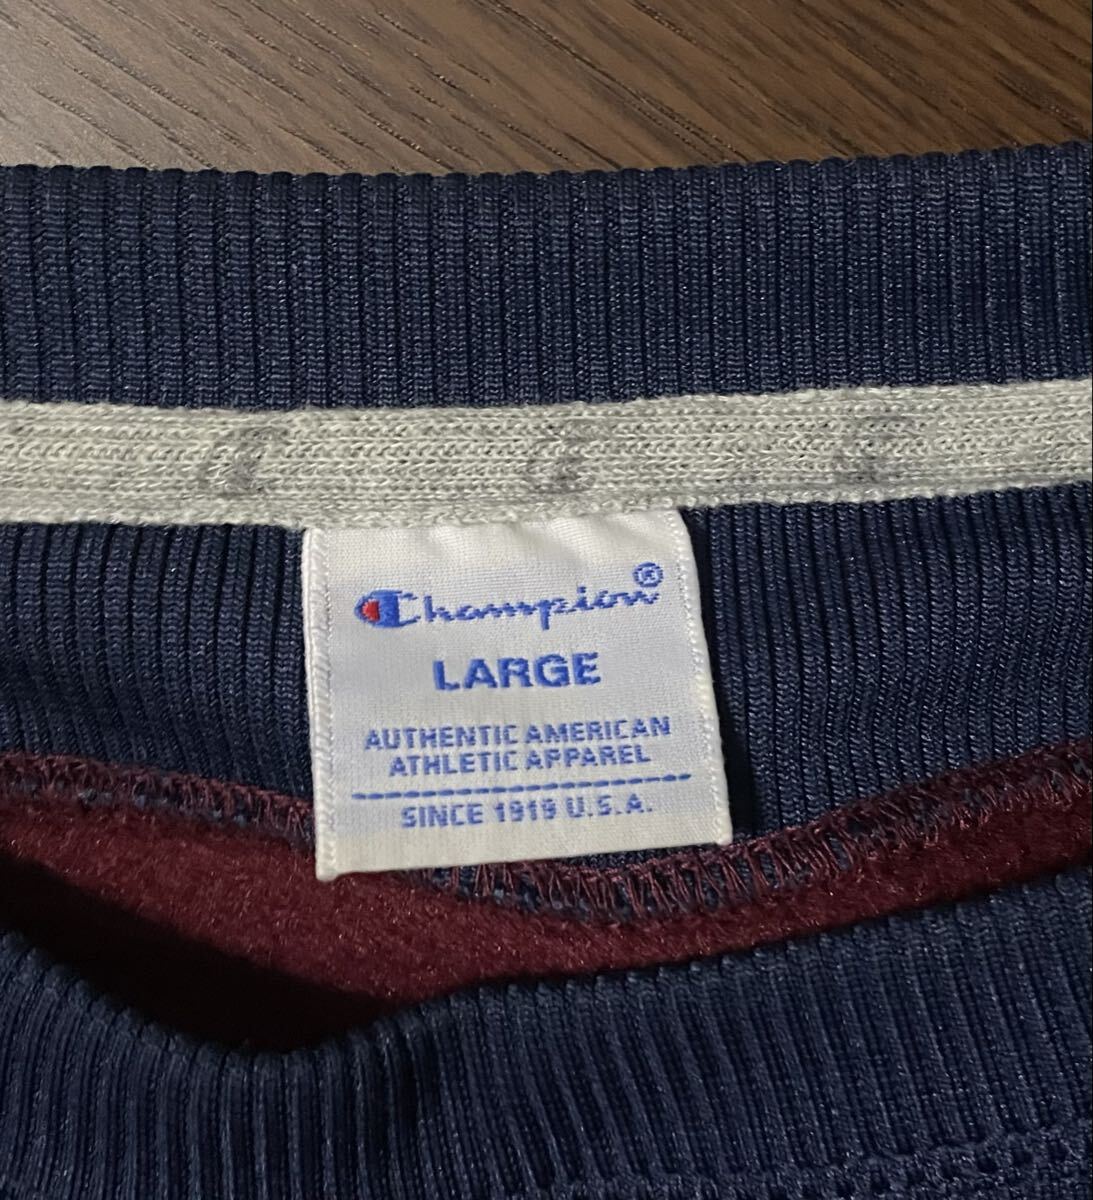 Champion®
LARGE
AUTHENTIC AMERICAN
ATHLETIC APPAREL
SINCE 1919 U.S.A.